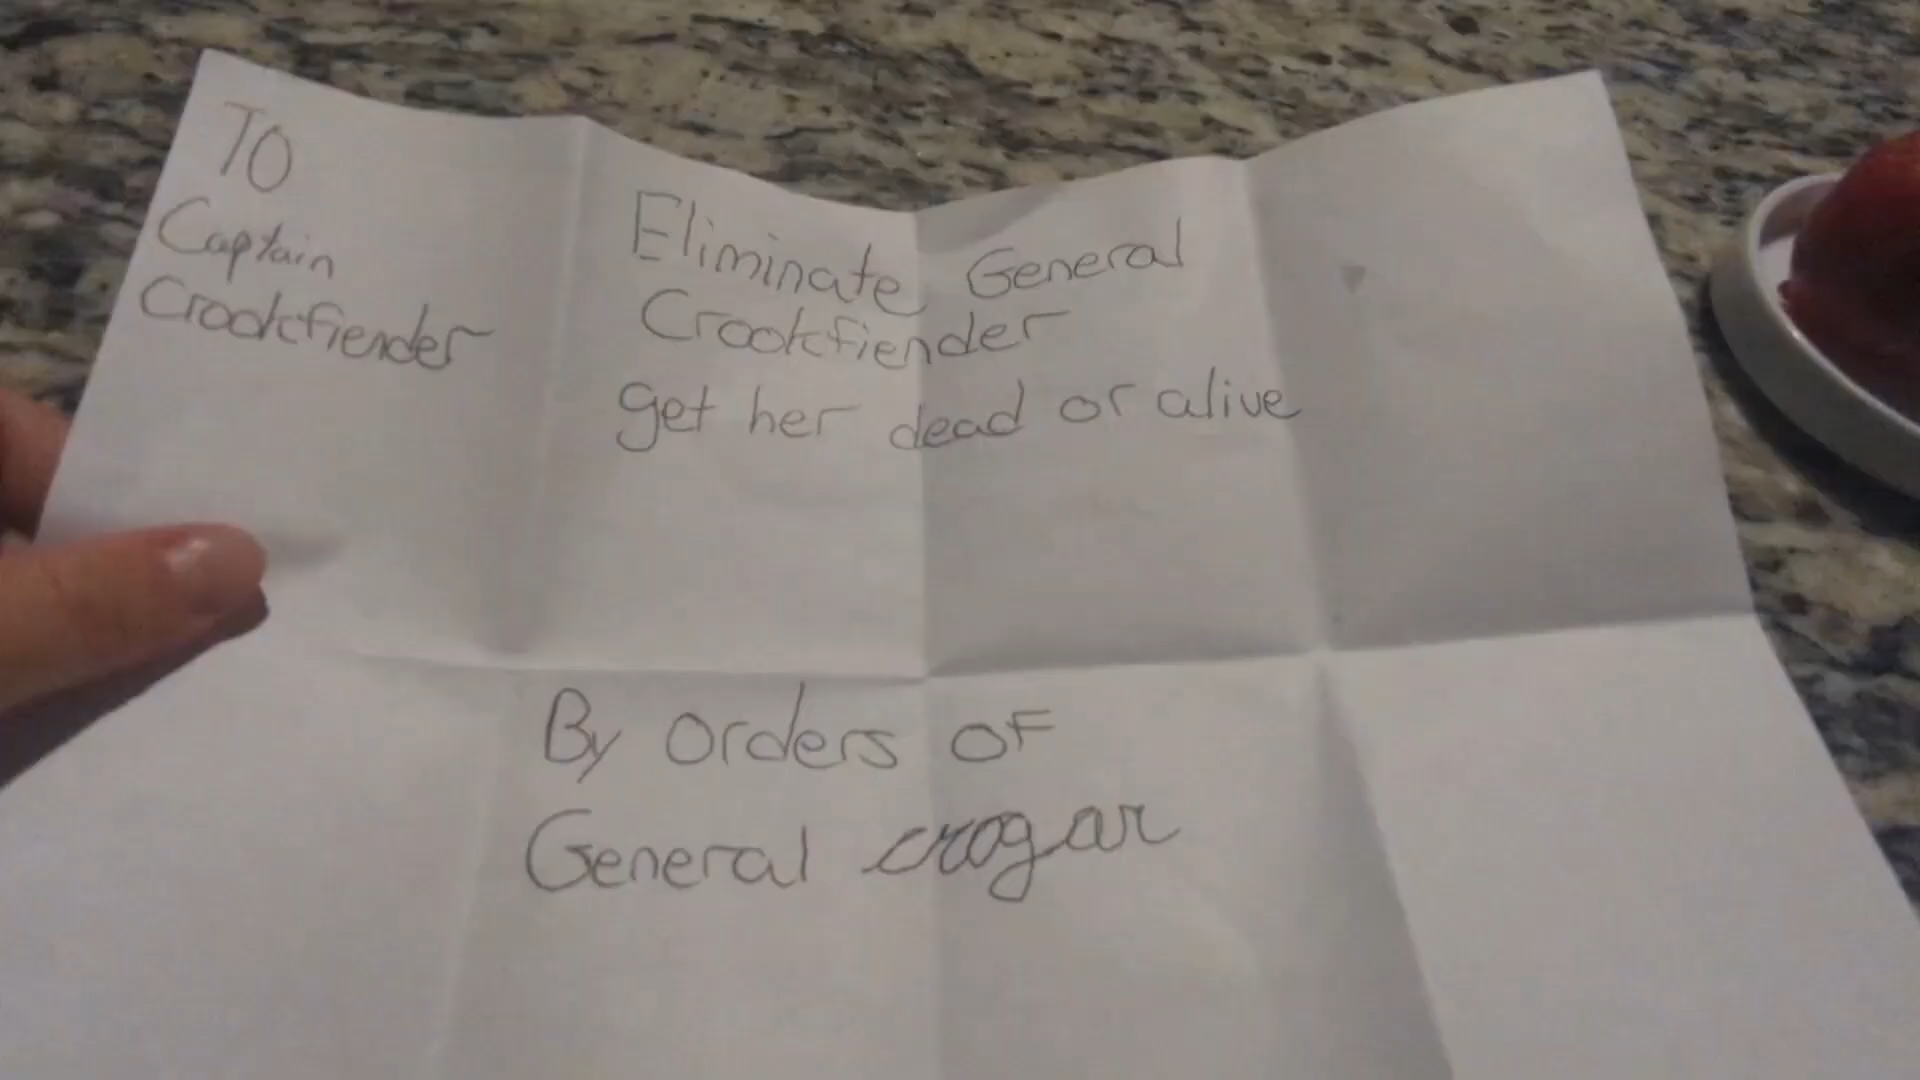 TO
Captain
Crookfiender
Eliminate General
Crookfiender
get her dead or alive
By orders of
General crogar